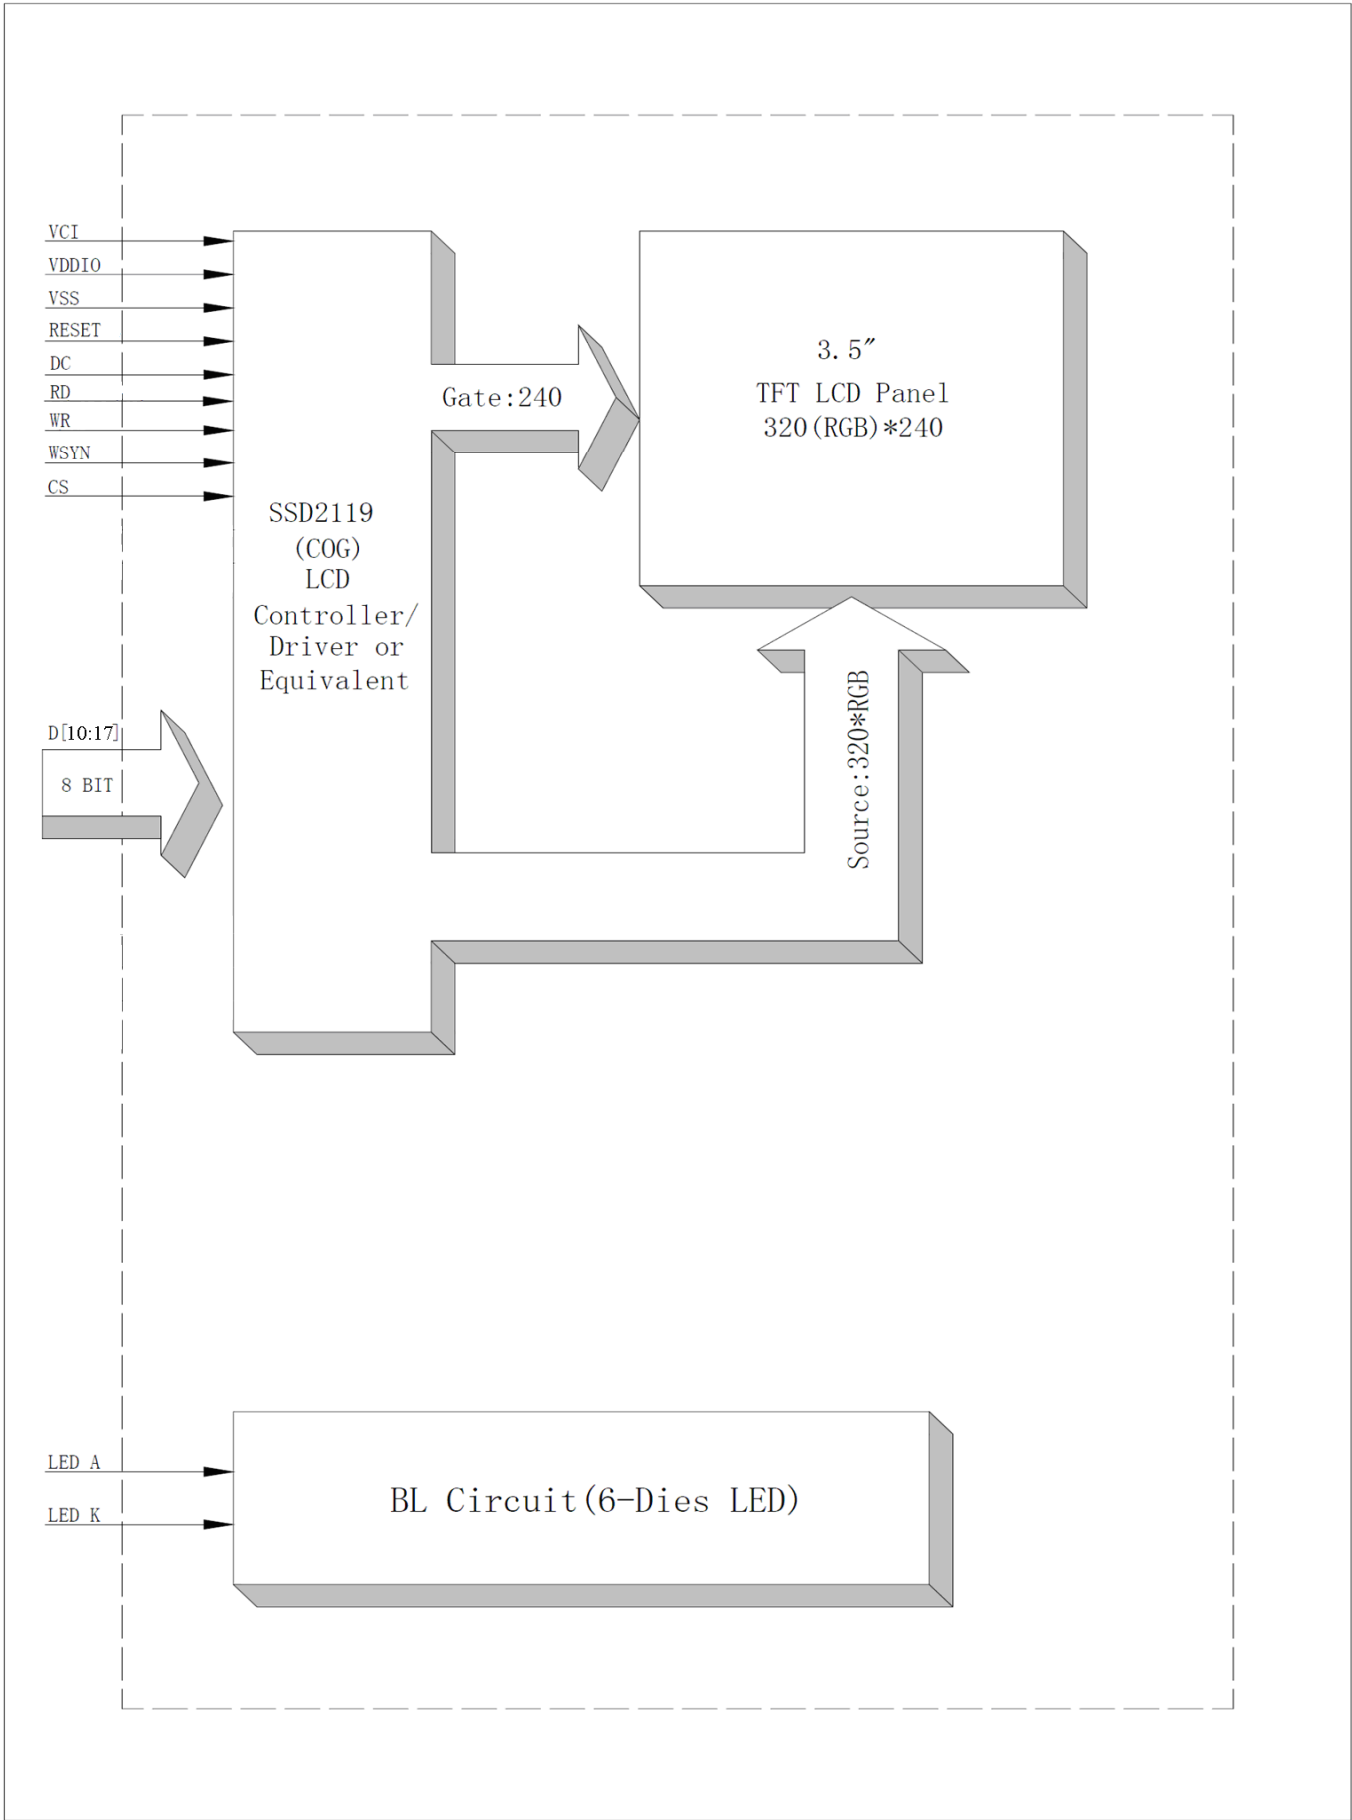 VCI
VDDIO
VSS
RESET
DC
RD
WR
WSYN
CS
Gate:240
3.5"
TFT LCD Panel
320(RGB)*240
SSD2119
(COG)
LCD
Controller/
Driver or
Equivalent
D[10:17]
8 BIT
Source:320*RGB
LED A
LED K
BL Circuit(6-Dies LED)